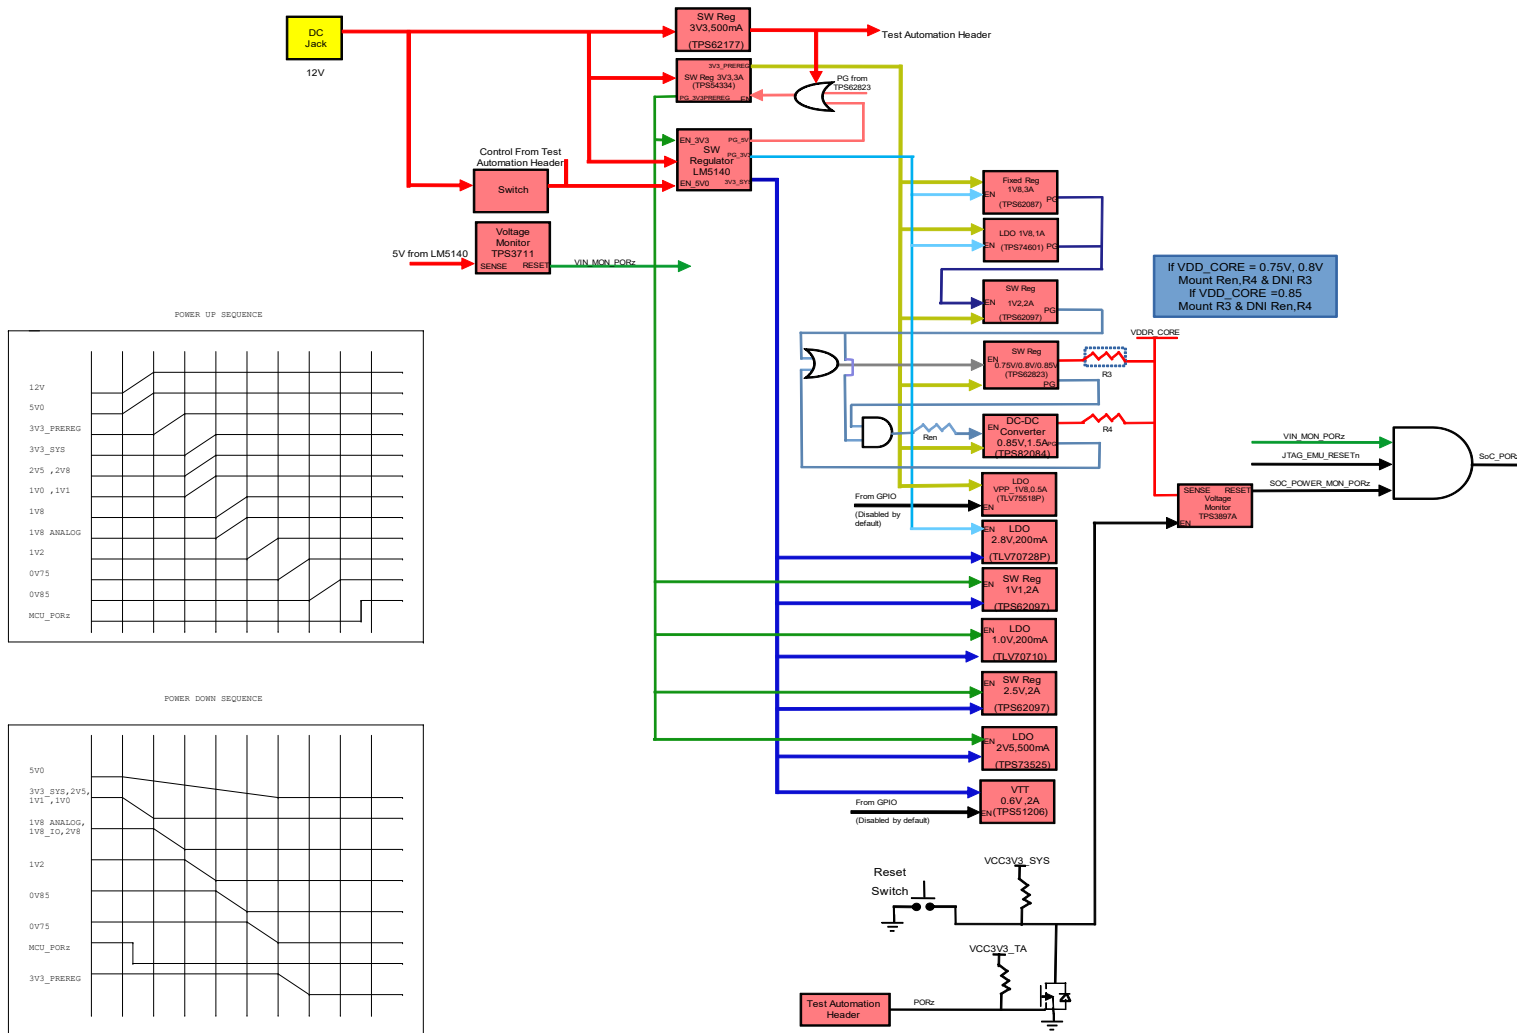 DC
Jack
12V
SW Reg
3V3,500mA
(TPS62177)
Test Automation Header
3V3_PREREG
SW Reg 3V3,3A
(TPS54334)
PG_3V3PREREG
EN
PG from
TPS62823
EN_3V3
PG_5V
SW
Regulator
LM5140
PG_3V3
EN_5V0
3V3_SYS
Control From Test
Automation Header
Switch
Voltage
Monitor
TPS3711
SENSE
RESET
5V from LM5140
VIN_MON_PORz
Fixed Reg
1V8,3A
(TPS62087)
EN
PG
LDO 1V8,1A
(TPS74601)
EN
PG
SW Reg
1V2,2A
(TPS62097)
EN
PG
SW Reg
0.75V/0.8V/0.85V
(TPS62823)
EN
PG
R3
DC-DC
Converter
0.85V,1.5A
(TPS82084)
EN
PG
Ren
R4
VDDR_CORE
If VDD_CORE = 0.75V, 0.8V
Mount Ren,R4 & DNI R3
If VDD_CORE =0.85
Mount R3 & DNI Ren,R4
LDO
VPP_1V8,0.5A
(TLV75518P)
EN
From GPIO
(Disabled by
default)
EN
LDO
2.8V,200mA
(TLV70728P)
SW Reg
1V1,2A
(TPS62097)
EN
LDO
1.0V,200mA
(TLV70710)
EN
SW Reg
2.5V,2A
(TPS62097)
EN
LDO
2V5,500mA
(TPS73525)
EN
VTT
0.6V,2A
(TPS51206)
EN
From GPIO
(Disabled by default)
VIN_MON_PORz
JTAG_EMU_RESETn
SOC_POWER_MON_PORz
SoC_PORz
SENSE
RESET
Voltage
Monitor
TPS3897A
EN
Reset
Switch
VCC3V3_SYS
VCC3V3_TA
Test Automation
Header
PORz
POWER UP SEQUENCE
12V
5V0
3V3_PREREG
3V3_SYS
2V5 ,2V8
1V0 ,1V1
1V8
1V8 ANALOG
1V2
0V75
0V85
MCU_PORz
POWER DOWN SEQUENCE
5V0
3V3_SYS,2V5,
1V1 ,1V0
1V8 ANALOG,
1V8_IO,2V8
1V2
0V85
0V75
MCU_PORz
3V3_PREREG